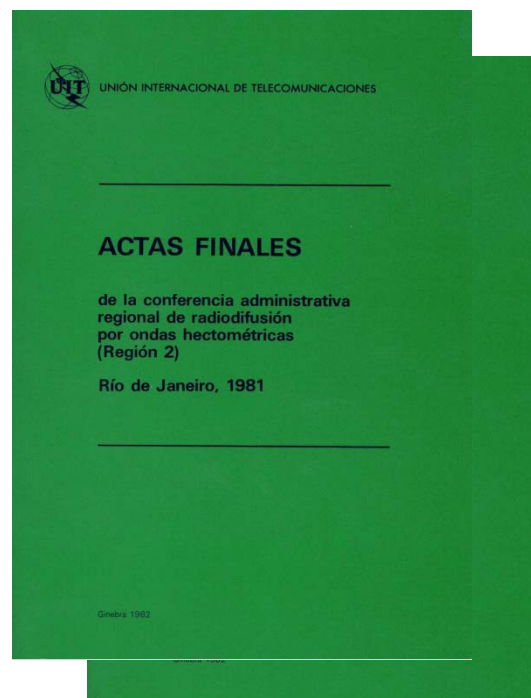 UIT
UNIÓN INTERNACIONAL DE TELECOMUNICACIONES
ACTAS FINALES
de la conferencia administrativa
regional de radiodifusión
por ondas hectométricas
(Región 2)
Río de Janeiro, 1981
Ginebra 1982